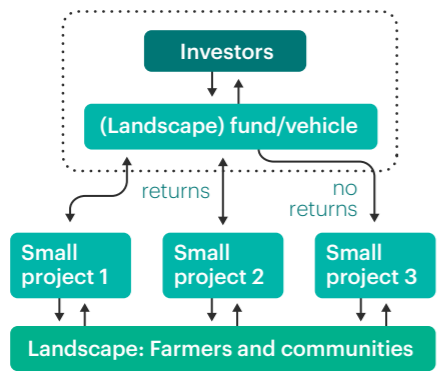 Investors
(Landscape) fund/vehicle
returns
no
returns
Small
project 1
Small
project 2
Small
project 3
Landscape: Farmers and communities